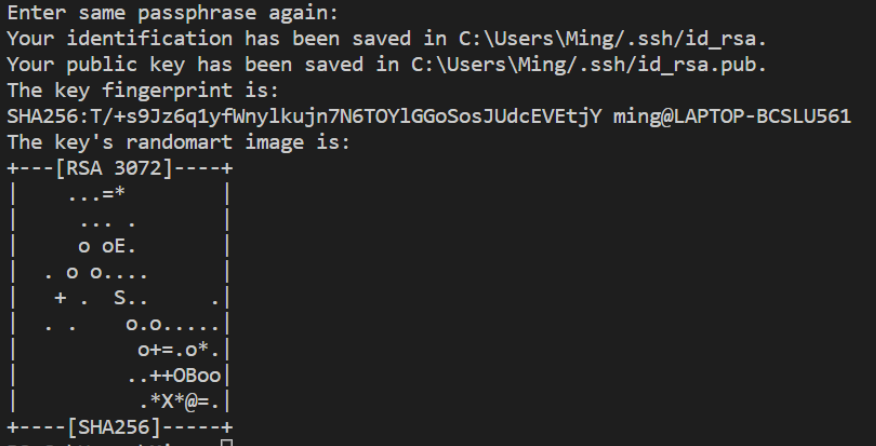 Enter same passphrase again:
Your identification has been saved in C:\Users\Ming/.ssh/id_rsa.
Your public key has been saved in C:\Users\Ming/.ssh/id_rsa.pub.
The key fingerprint is:
SHA256:T/+s9Jz6q1yfWnylkujn7N6TOYlGGoSosJUdcEVEtjY ming@LAPTOP-BCSLU561
The key's randomart image is:
+---[RSA 3072]----+
|    ...=*        |
|     ... .       |
|     o oE.       |
|  . o o....      |
|   + .  S..     .|
|  . .    o.o.....|
|          o+=.o*.|
|         ..++OBoo|
|          .*X*@=.|
+----[SHA256]-----+